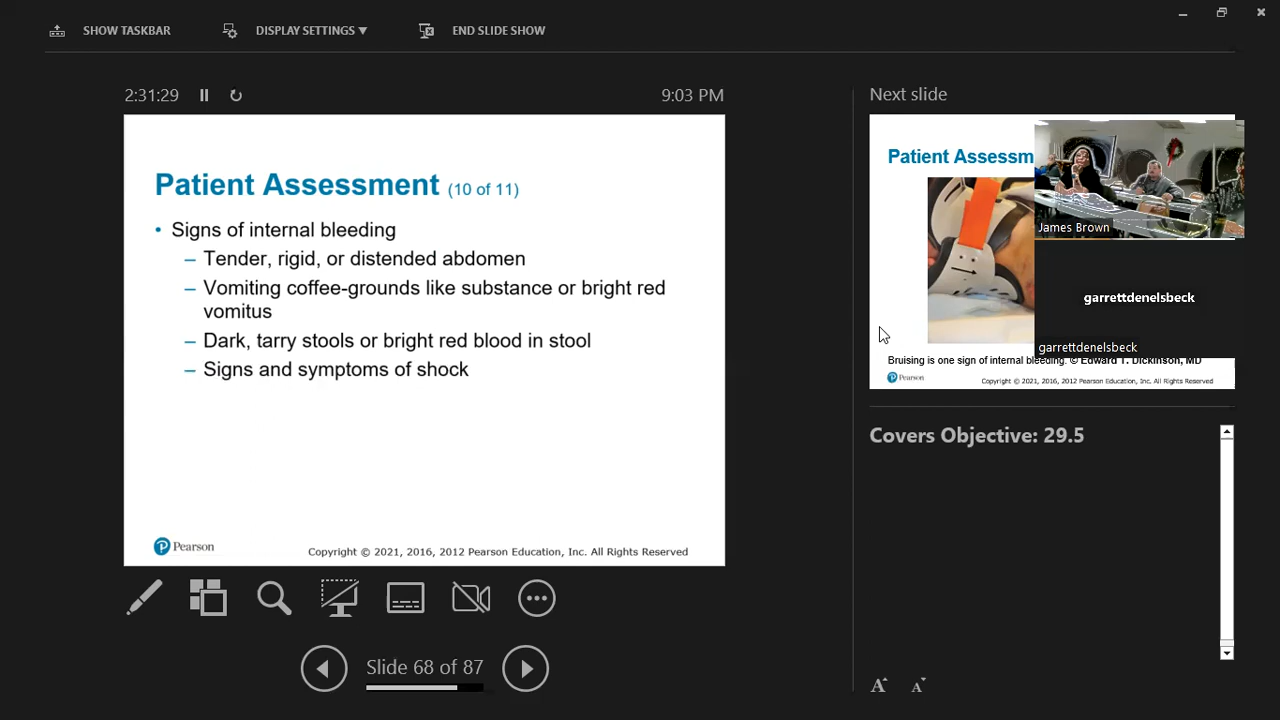 SHOW TASKBAR
DISPLAY SETTINGS ▼
END SLIDE SHOW
2:31:29
9:03 PM
Patient Assessment (10 of 11)
• Signs of internal bleeding
– Tender, rigid, or distended abdomen
– Vomiting coffee-grounds like substance or bright red
vomitus
– Dark, tarry stools or bright red blood in stool
– Signs and symptoms of shock
Pearson
Copyright © 2021, 2016, 2012 Pearson Education, Inc. All Rights Reserved
Slide 68 of 87
Next slide
Patient Assessm
James Brown
garrettdenelsbeck
garrettdenelsbeck
Bruising is one sign of internal bleeding. © Edward T. Dickinson, MD
Pearson
Copyright © 2021, 2016, 2012 Pearson Education, Inc. All Rights Reserved
Covers Objective: 29.5
A A